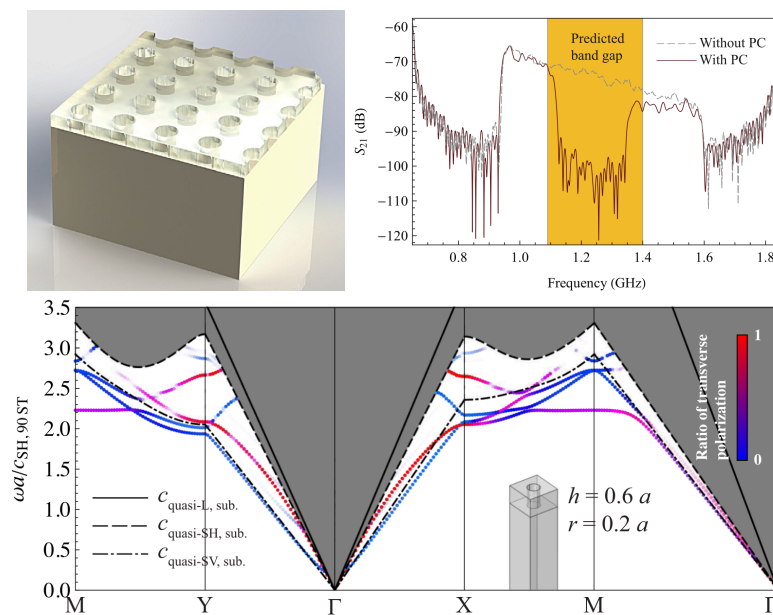 −60
−70
−80
−90
−100
−110
−120
S21 (dB)
Predicted
band gap
Without PC
With PC
0.8 1.0 1.2 1.4 1.6 1.8
Frequency (GHz)
3.5
3.0
2.5
2.0
1.5
1.0
0.5
0.0
ωa/cSH, 90 ST
c quasi-L, sub.
c quasi-SH, sub.
c quasi-SV, sub.
h = 0.6 a
r = 0.2 a
1
0
Ratio of transverse
polarization
M Y Γ X M Γ